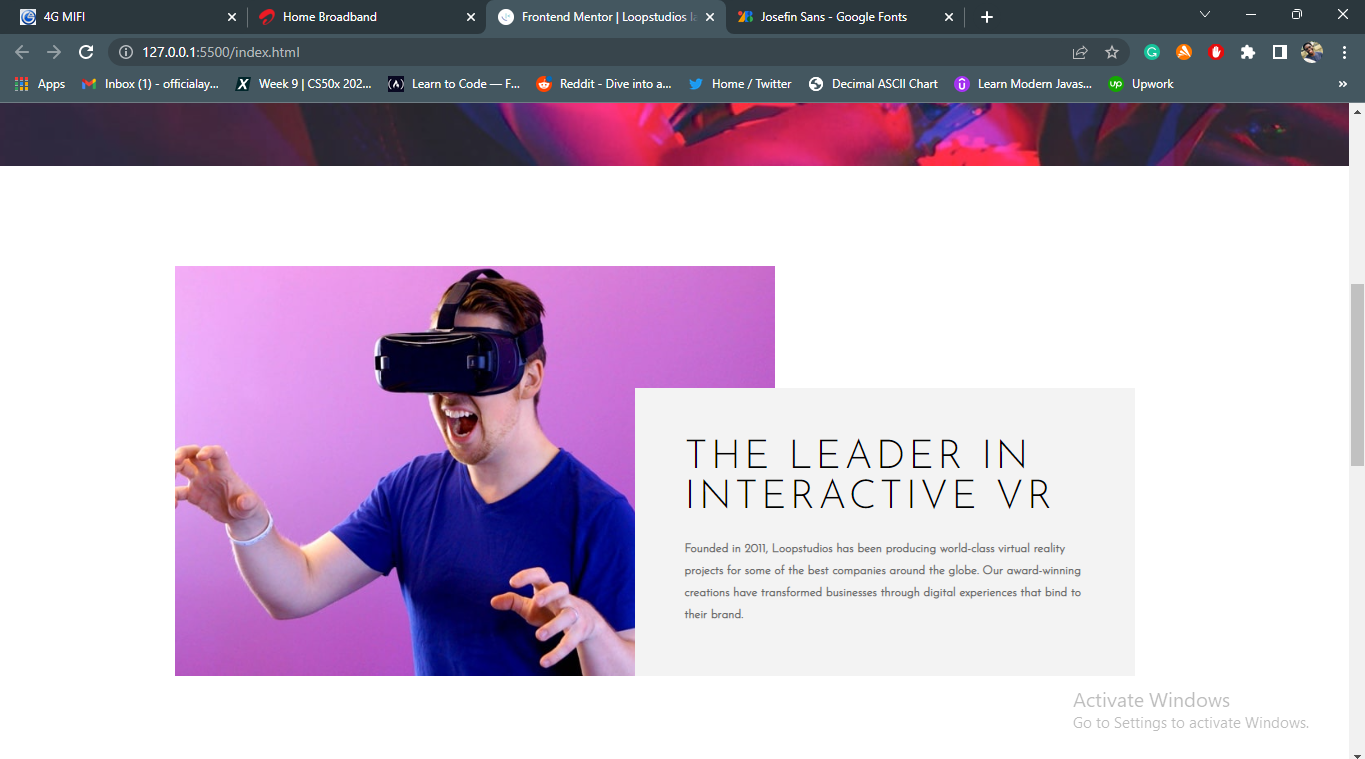 4G MIFI
Home Broadband
Frontend Mentor | Loopstudios la
Josefin Sans - Google Fonts
127.0.0.1:5500/index.html
Apps
Inbox (1) - officialay...
Week 9 | CS50x 202...
Learn to Code — F...
Reddit - Dive into a...
Home / Twitter
Decimal ASCII Chart
Learn Modern Javas...
up
Upwork
»
THE LEADER IN
INTERACTIVE VR
Founded in 2011, Loopstudios has been producing world-class virtual reality
projects for some of the best companies around the globe. Our award-winning
creations have transformed businesses through digital experiences that bind to
their brand.
Activate Windows
Go to Settings to activate Windows.